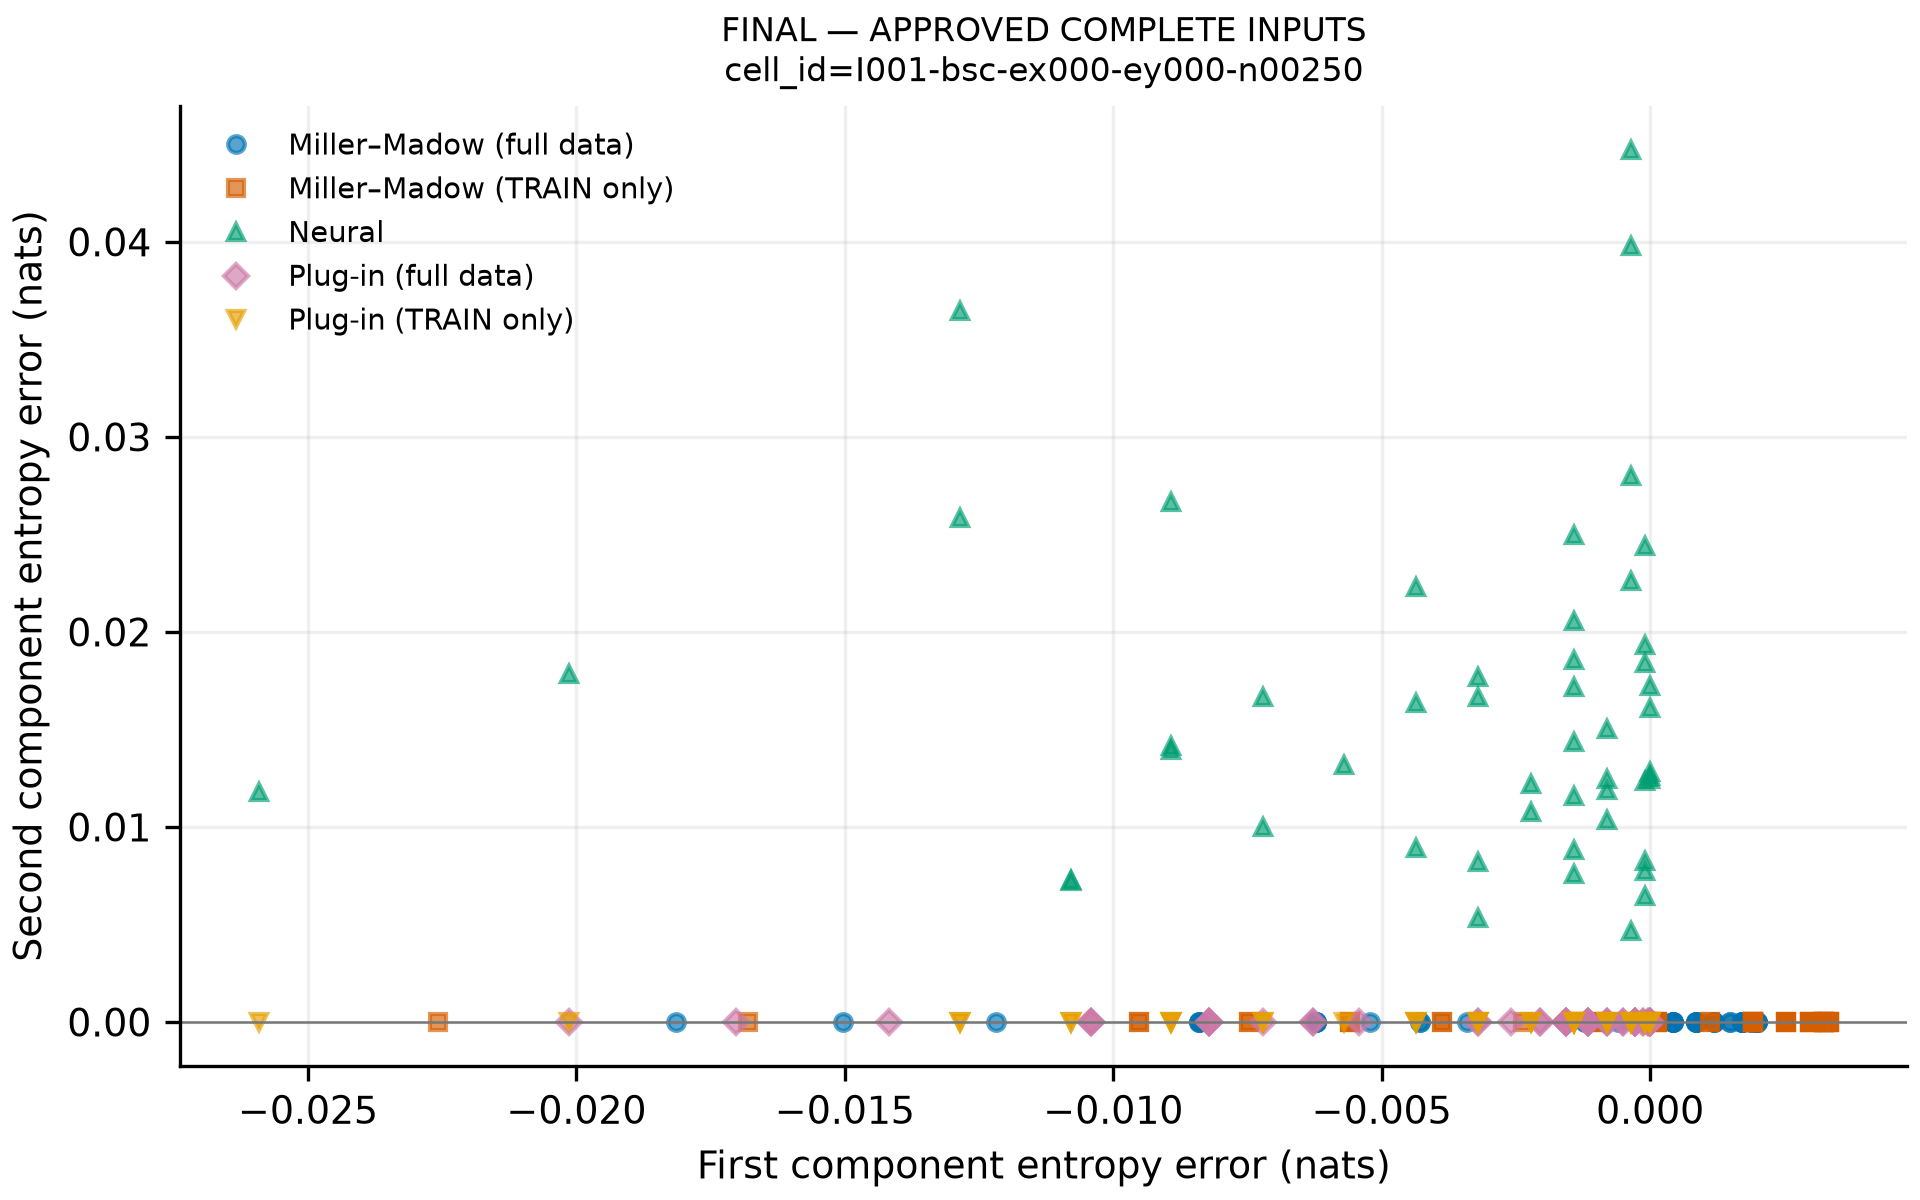 FINAL — APPROVED COMPLETE INPUTS
cell_id=I001-bsc-ex000-ey000-n00250
Miller–Madow (full data)
Miller–Madow (TRAIN only)
Neural
Plug-in (full data)
Plug-in (TRAIN only)
Second component entropy error (nats)
0.04
0.03
0.02
0.01
0.00
−0.025
−0.020
−0.015
−0.010
−0.005
0.000
First component entropy error (nats)